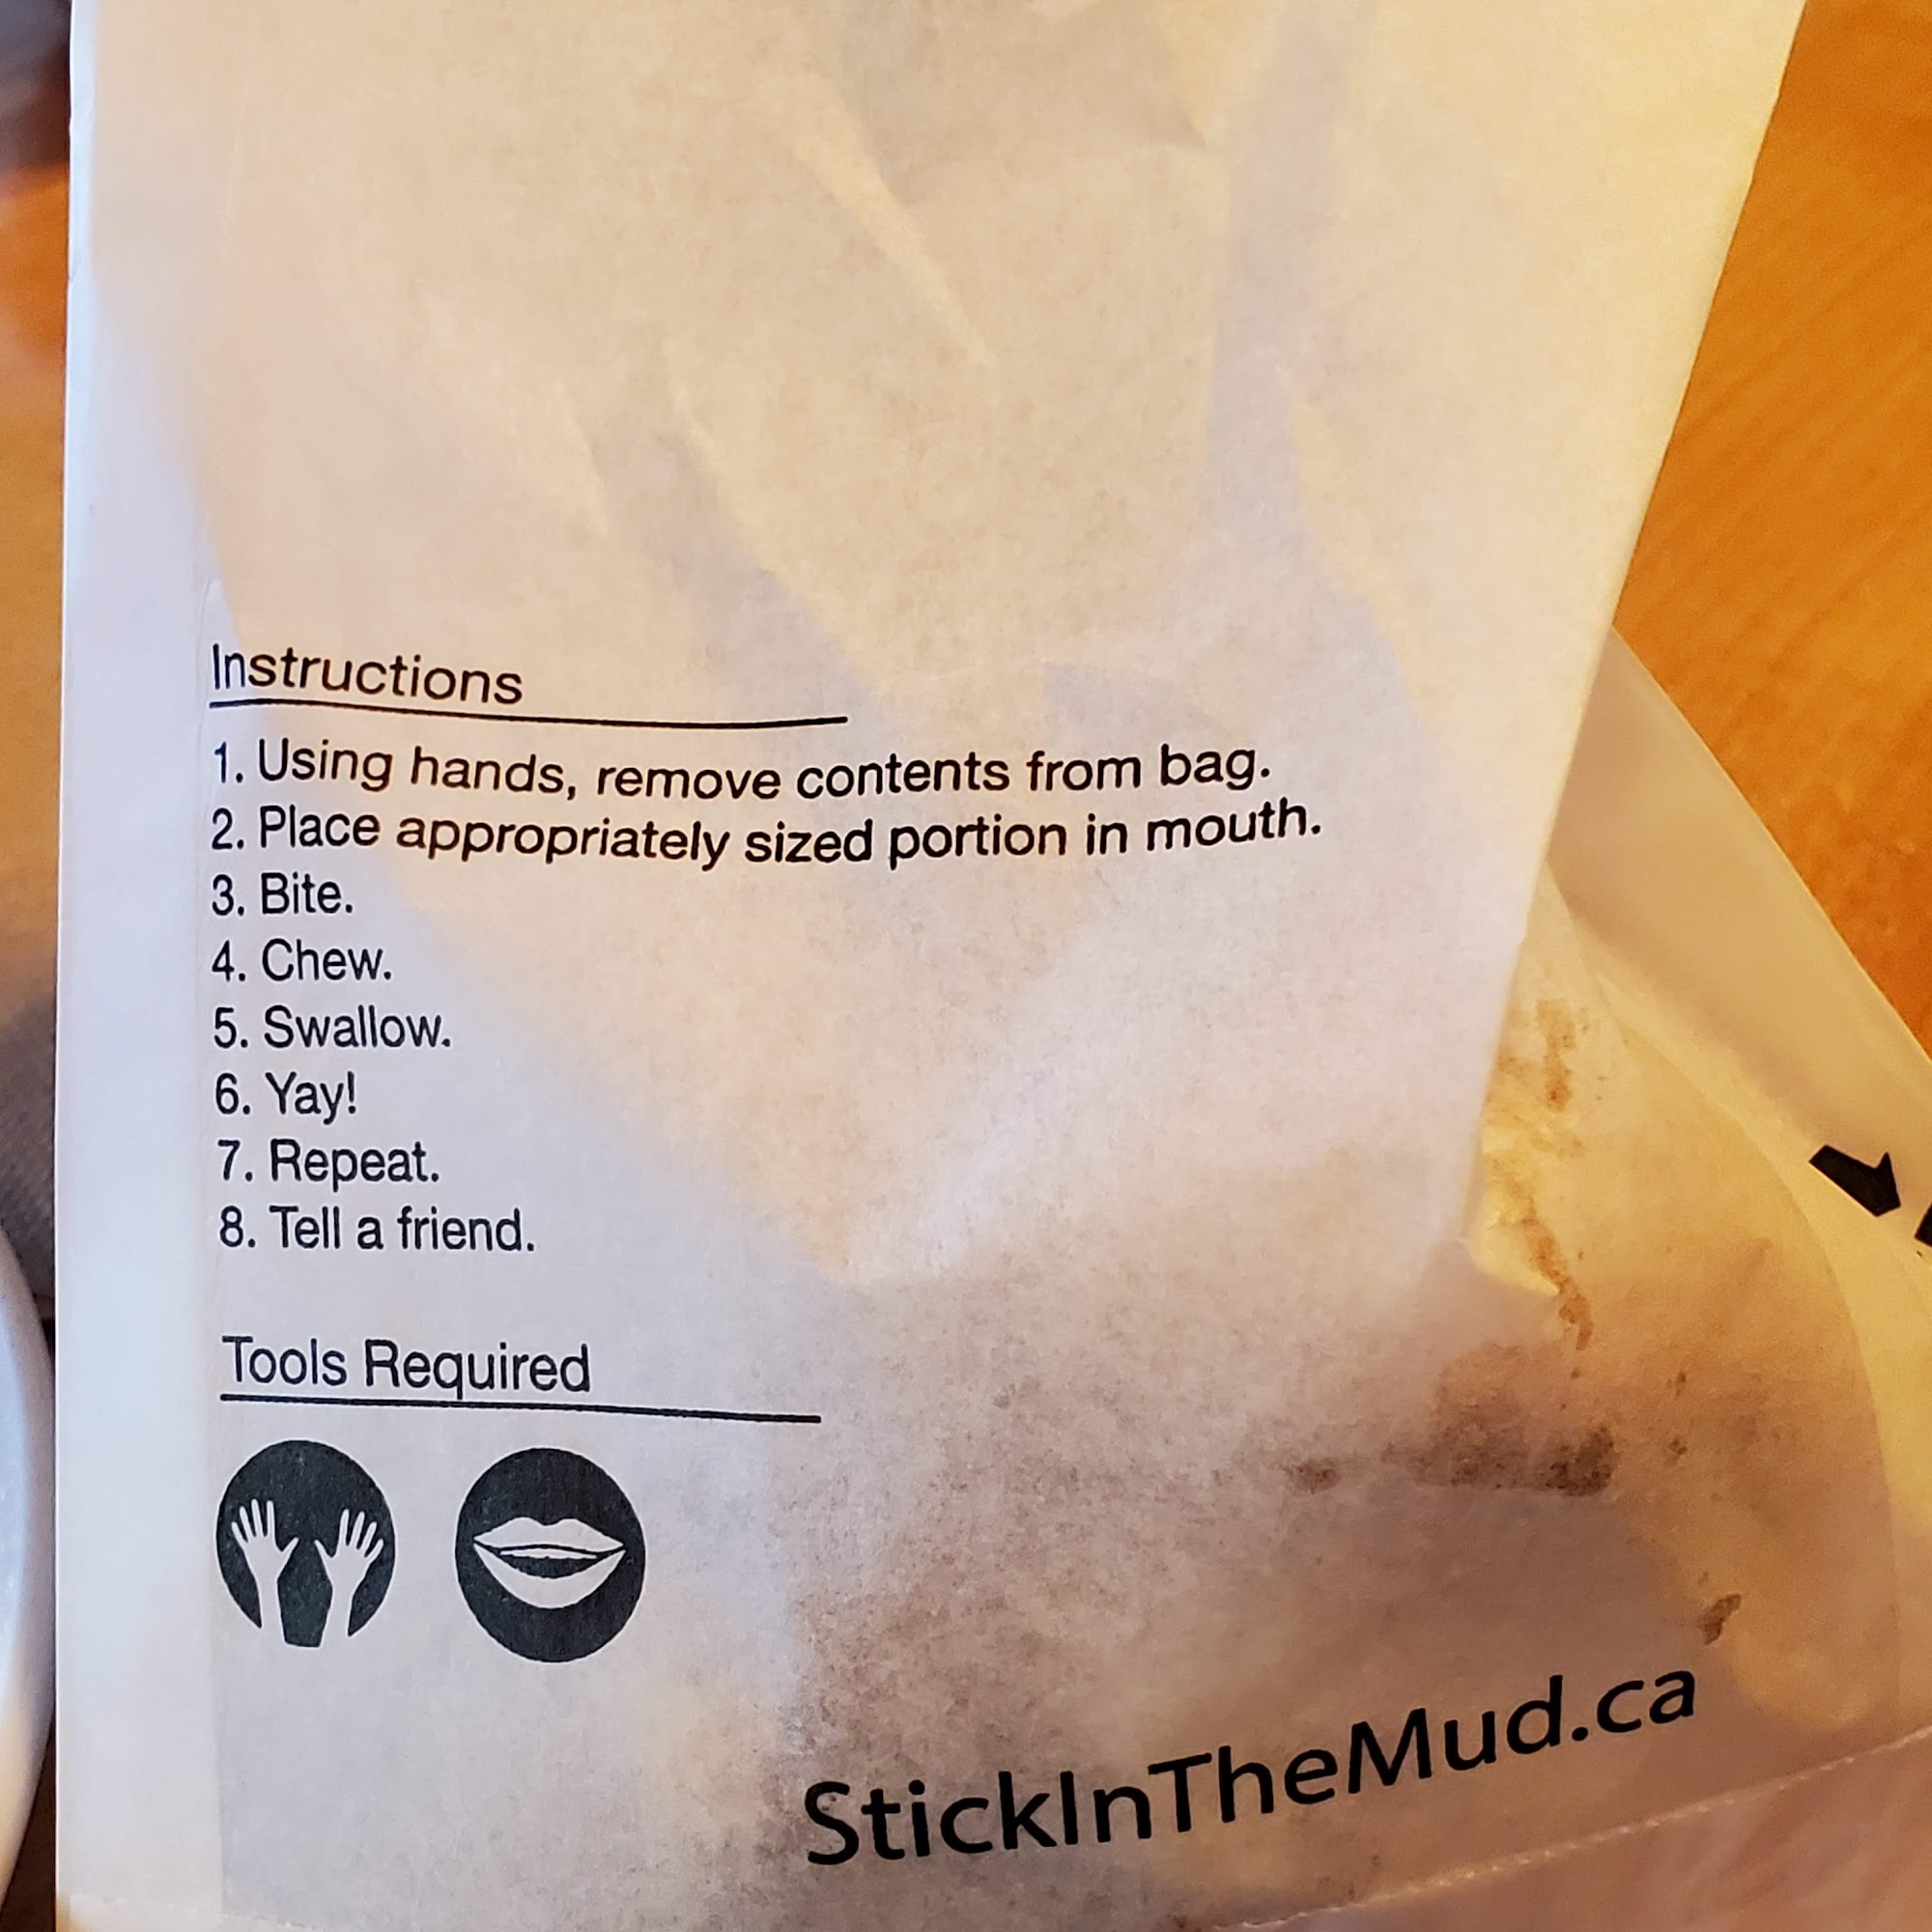 Instructions
1. Using hands, remove contents from bag.
2. Place appropriately sized portion in mouth.
3. Bite.
4. Chew.
5. Swallow.
6. Yay!
7. Repeat.
8. Tell a friend.
Tools Required
StickInTheMud.ca